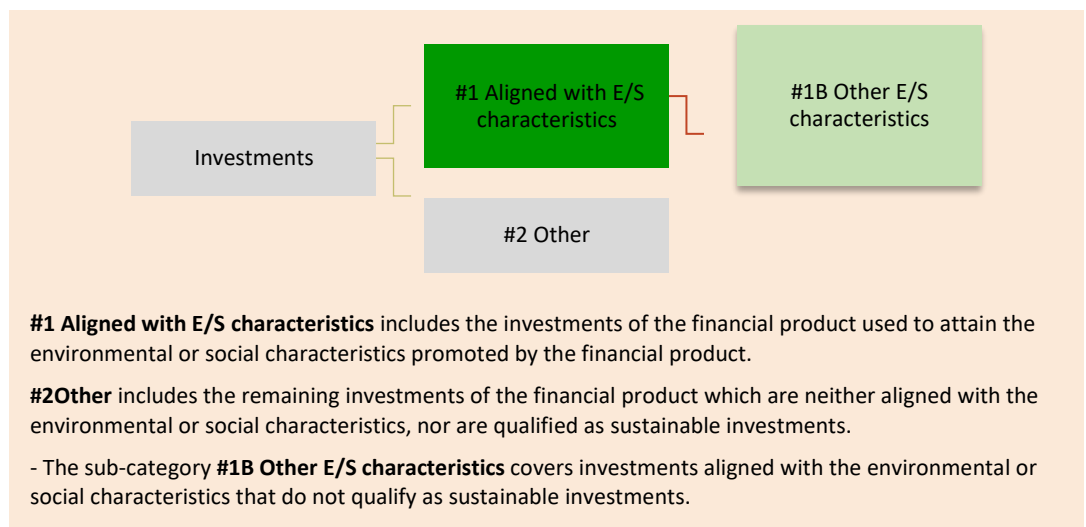 #1 Aligned with E/S
characteristics
#1B Other E/S
characteristics
Investments
#2 Other
#1 Aligned with E/S characteristics includes the investments of the financial product used to attain the
environmental or social characteristics promoted by the financial product.
#2Other includes the remaining investments of the financial product which are neither aligned with the
environmental or social characteristics, nor are qualified as sustainable investments.
- The sub-category #1B Other E/S characteristics covers investments aligned with the environmental or
social characteristics that do not qualify as sustainable investments.